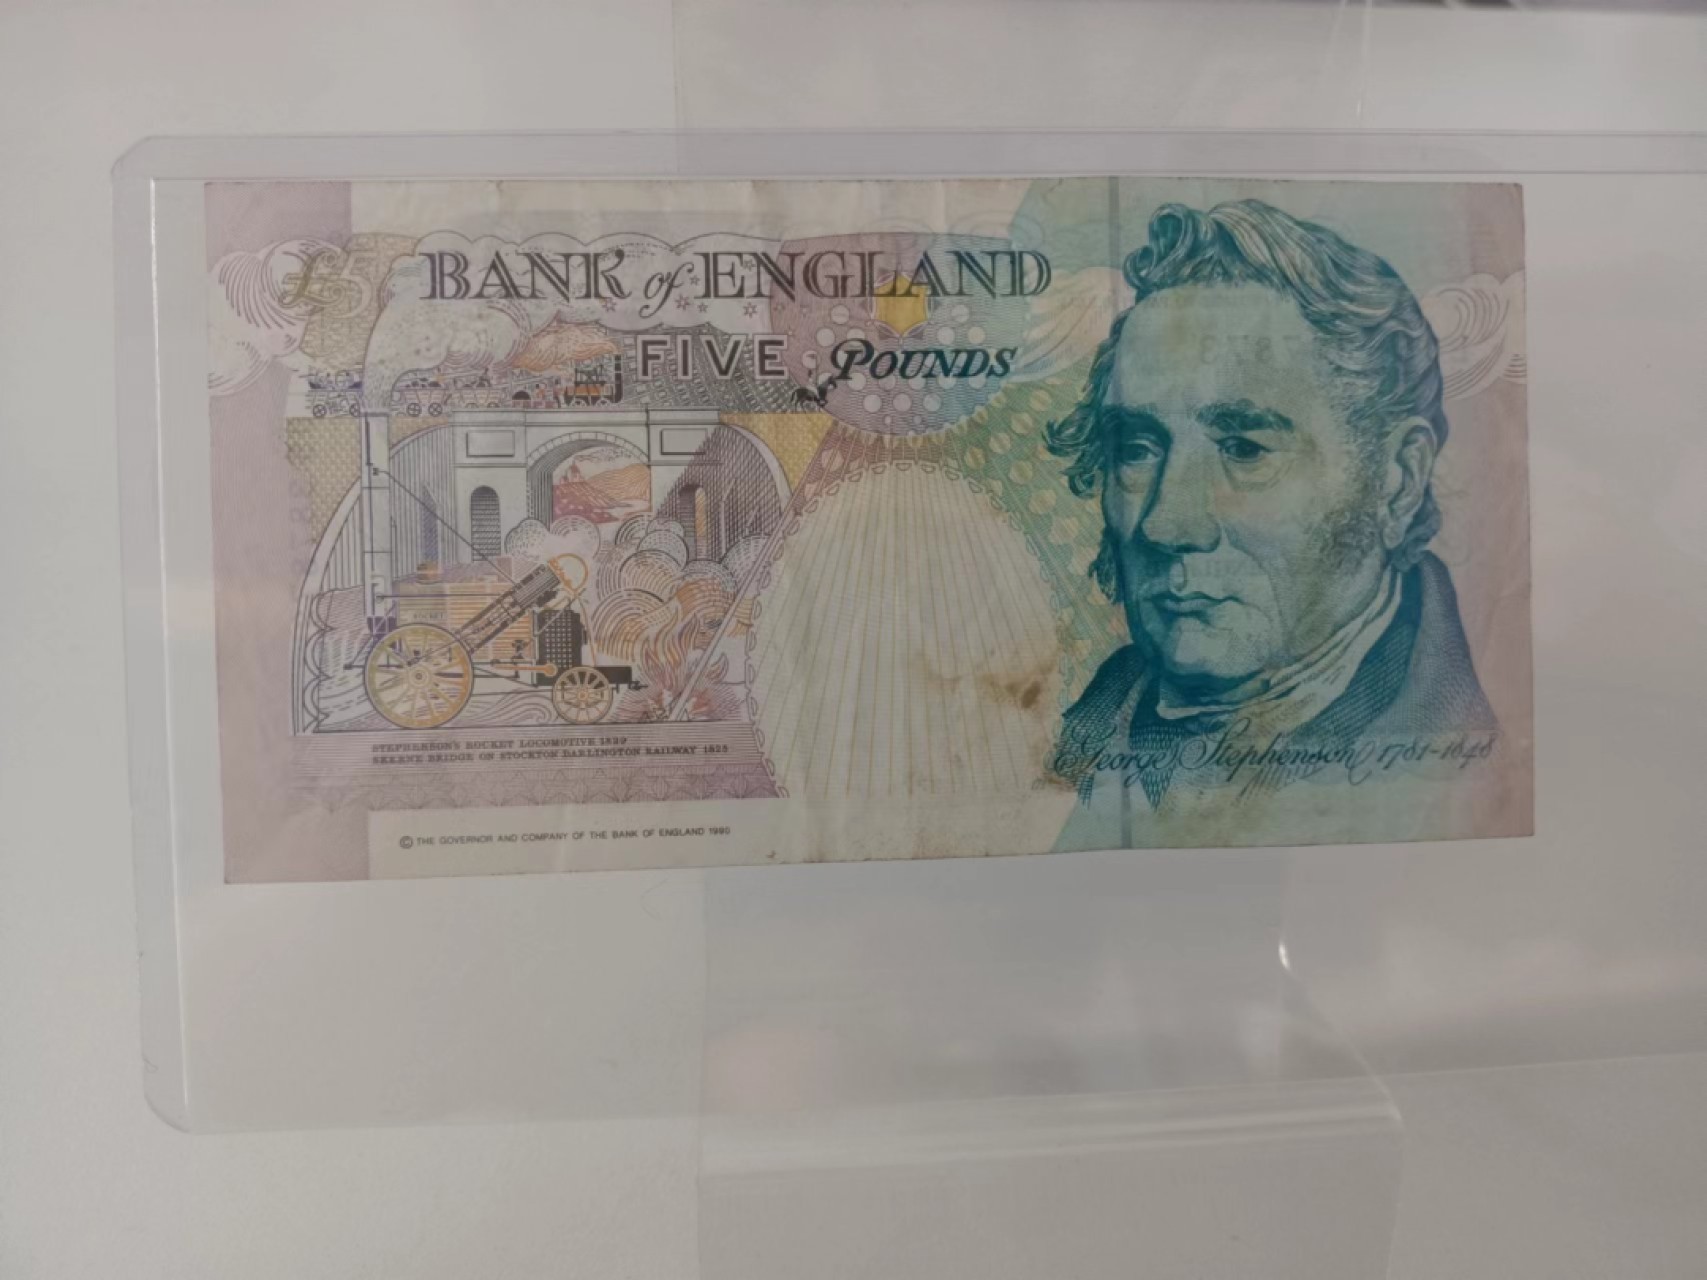 £5
BANK of ENGLAND
FIVE POUNDS
ROCKET
STEPHENSON'S ROCKET LOCOMOTIVE 1829
SKERNE BRIDGE ON STOCKTON DARLINGTON RAILWAY 1825
George Stephenson 1781-1848
© THE GOVERNOR AND COMPANY OF THE BANK OF ENGLAND 1990